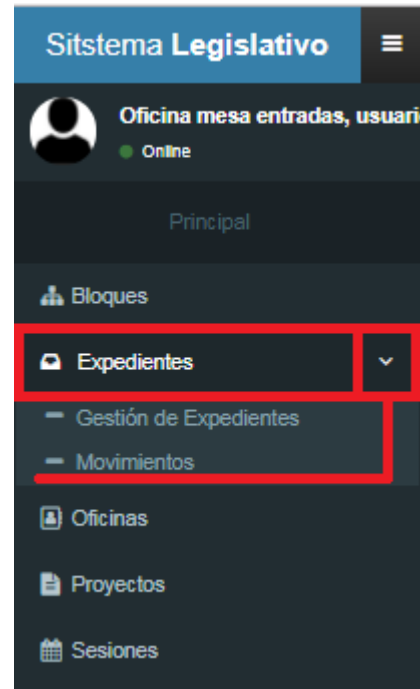 Sitstema Legislativo
Oficina mesa entradas, usuari
Online
Principal
Bloques
Expedientes
Gestión de Expedientes
Movimientos
Oficinas
Proyectos
Sesiones